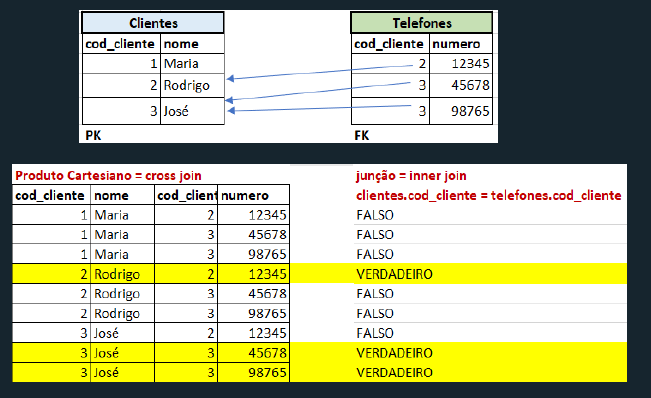 Clientes Telefones
cod_cliente nome cod_cliente numero
1 Maria 2 12345
2 Rodrigo 3 45678
3 José 3 98765
PK FK
Produto Cartesiano = cross join junção = inner join
cod_cliente nome cod_client numero clientes.cod_cliente = telefones.cod_cliente
1 Maria 2 12345 FALSO
1 Maria 3 45678 FALSO
1 Maria 3 98765 FALSO
2 Rodrigo 2 12345 VERDADEIRO
2 Rodrigo 3 45678 FALSO
2 Rodrigo 3 98765 FALSO
3 José 2 12345 FALSO
3 José 3 45678 VERDADEIRO
3 José 3 98765 VERDADEIRO